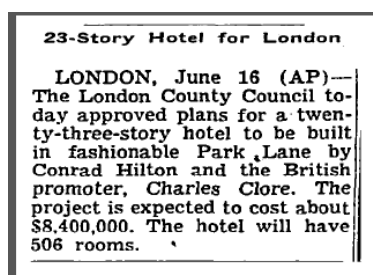 23-Story Hotel for London
LONDON, June 16 (AP)—
The London County Council to-
day approved plans for a twen-
ty-three-story hotel to be built
in fashionable Park Lane by
Conrad Hilton and the British
promoter, Charles Clore. The
project is expected to cost about
$8,400,000. The hotel will have
506 rooms.